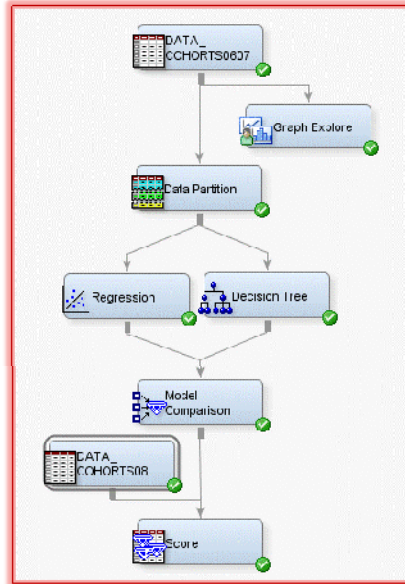 DATA_
COHORTS0607
Graph Explore
Data Partition
Regression
Decision Tree
Model
Comparison
DATA_
COHORTS08
Score